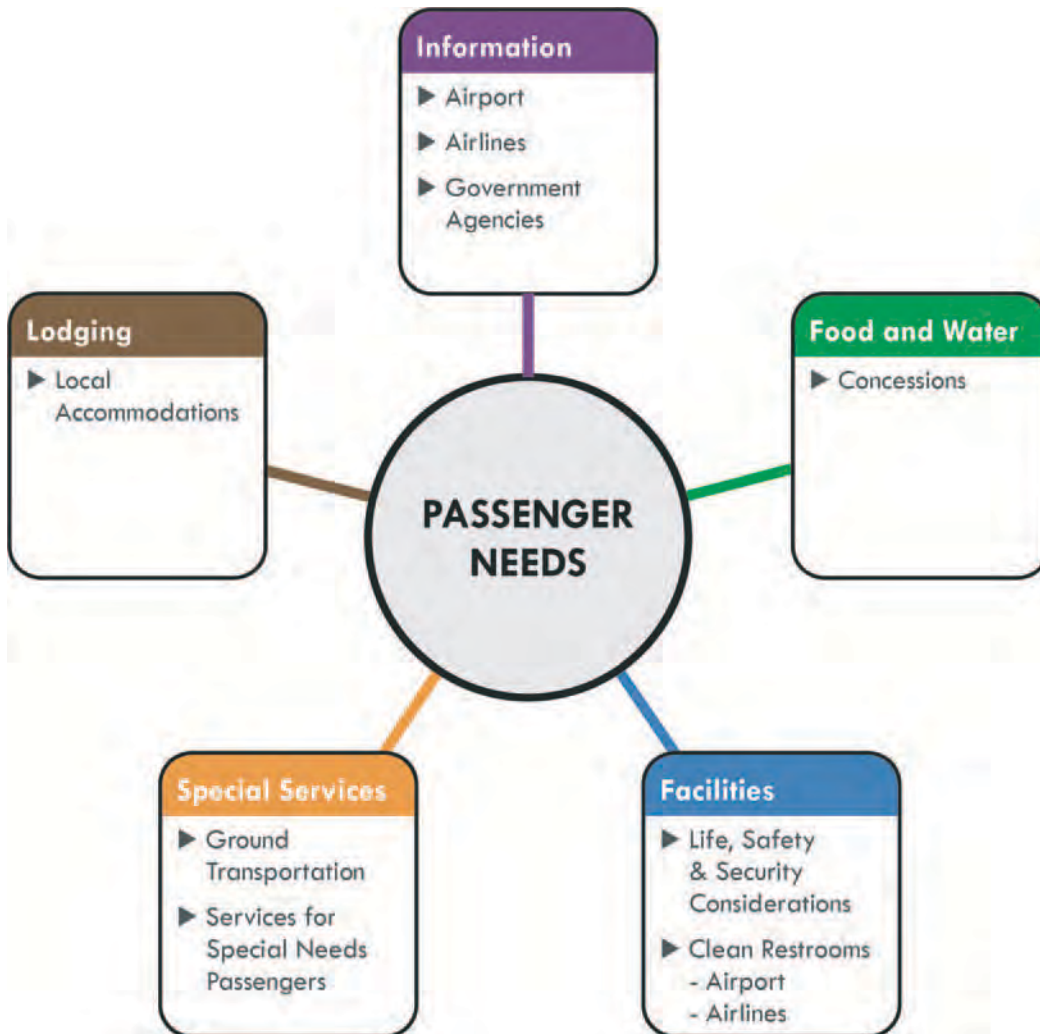 Information
▶ Airport
▶ Airlines
▶ Government
Agencies
Lodging
▶ Local
Accommodations
Food and Water
▶ Concessions
PASSENGER
NEEDS
Special Services
▶ Ground
Transportation
▶ Services for
Special Needs
Passengers
Facilities
▶ Life, Safety
& Security
Considerations
▶ Clean Restrooms
- Airport
- Airlines